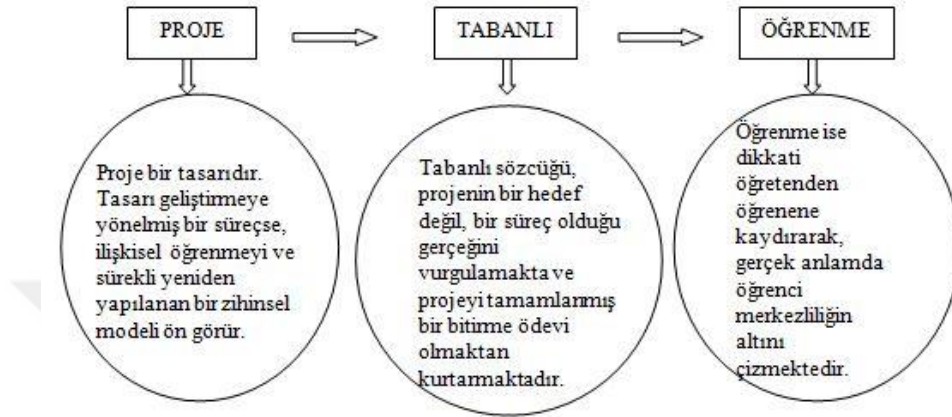 PROJE
TABANLI
ÖĞRENME
Proje bir tasarıdır.
Tasarı geliştirmeye
yönelmiş bir süreçse,
ilişkisel öğrenmeyi ve
sürekli yeniden
yapılanan bir zihinsel
modeli ön görür.
Tabanlı sözcüğü,
projenin bir hedef
değil, bir süreç olduğu
gerçeğini
vurgulamakta ve
projeyi tamamlanmış
bir bitirme ödevi
olmaktan
kurtarmaktadır.
Öğrenme ise
dikkati
öğretenden
öğrenene
kaydırarak,
gerçek anlamda
öğrenci
merkezliliğin
altını
çizmektedir.